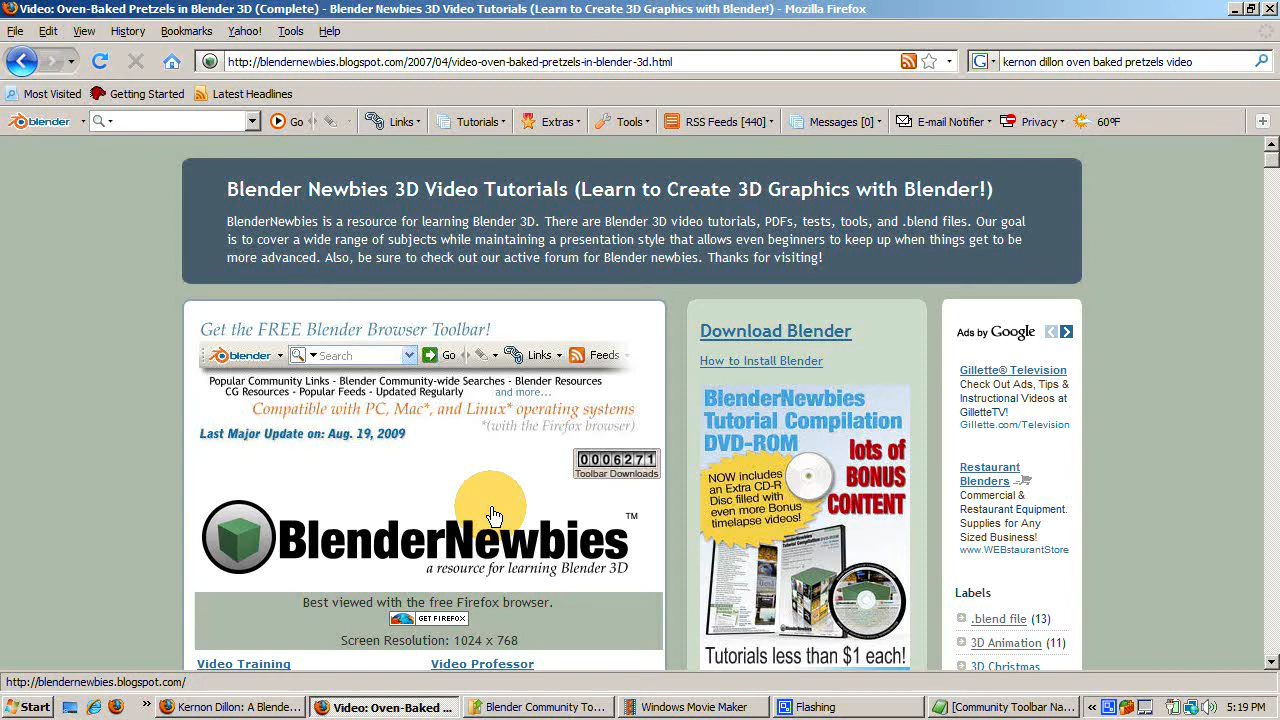 Video: Oven-Baked Pretzels in Blender 3D (Complete) - Blender Newbies 3D Video Tutorials (Learn to Create 3D Graphics with Blender!) - Mozilla Firefox
File Edit View History Bookmarks Yahoo! Tools Help
http://blendernewbies.blogspot.com/2007/04/video-oven-baked-pretzels-in-blender-3d.html
kernon dillon oven baked pretzels video
Most Visited Getting Started Latest Headlines
blender Go Links Tutorials Extras Tools RSS Feeds [440] Messages [0] E-mail Notifier Privacy 60°F
Blender Newbies 3D Video Tutorials (Learn to Create 3D Graphics with Blender!)
BlenderNewbies is a resource for learning Blender 3D. There are Blender 3D video tutorials, PDFs, tests, tools, and .blend files. Our goal
is to cover a wide range of subjects while maintaining a presentation style that allows even beginners to keep up when things get to be
more advanced. Also, be sure to check out our active forum for Blender newbies. Thanks for visiting!
Get the FREE Blender Browser Toolbar!
blender Search Go Links Feeds
Popular Community Links - Blender Community-wide Searches - Blender Resources
CG Resources - Popular Feeds - Updated Regularly and more...
Compatible with PC, Mac*, and Linux* operating systems
*(with the Firefox browser)
Last Major Update on: Aug. 19, 2009
0006271
Toolbar Downloads
BlenderNewbies™
a resource for learning Blender 3D
Best viewed with the free Firefox browser.
GET FIREFOX
Screen Resolution: 1024 x 768
Video Training
Video Professor
Download Blender
How to Install Blender
BlenderNewbies
Tutorial Compilation
DVD-ROM
lots of
BONUS
CONTENT
NOW includes
an Extra CD-R
Disc filled with
even more Bonus
timelapse videos!
Tutorials less than $1 each!
Ads by Google
Gillette® Television
Check Out Ads, Tips &
Instructional Videos at
GilletteTV!
Gillette.com/Television
Restaurant
Blenders
Commercial &
Restaurant Equipment.
Supplies for Any
Sized Business!
www.WEBstaurantStore
Labels
.blend file (13)
3D Animation (11)
3D Christmas
http://blendernewbies.blogspot.com/
Start
Kernon Dillon: A Blende...
Video: Oven-Baked ...
Blender Community To...
Windows Movie Maker
Flashing
[Community Toolbar Na...
5:19 PM